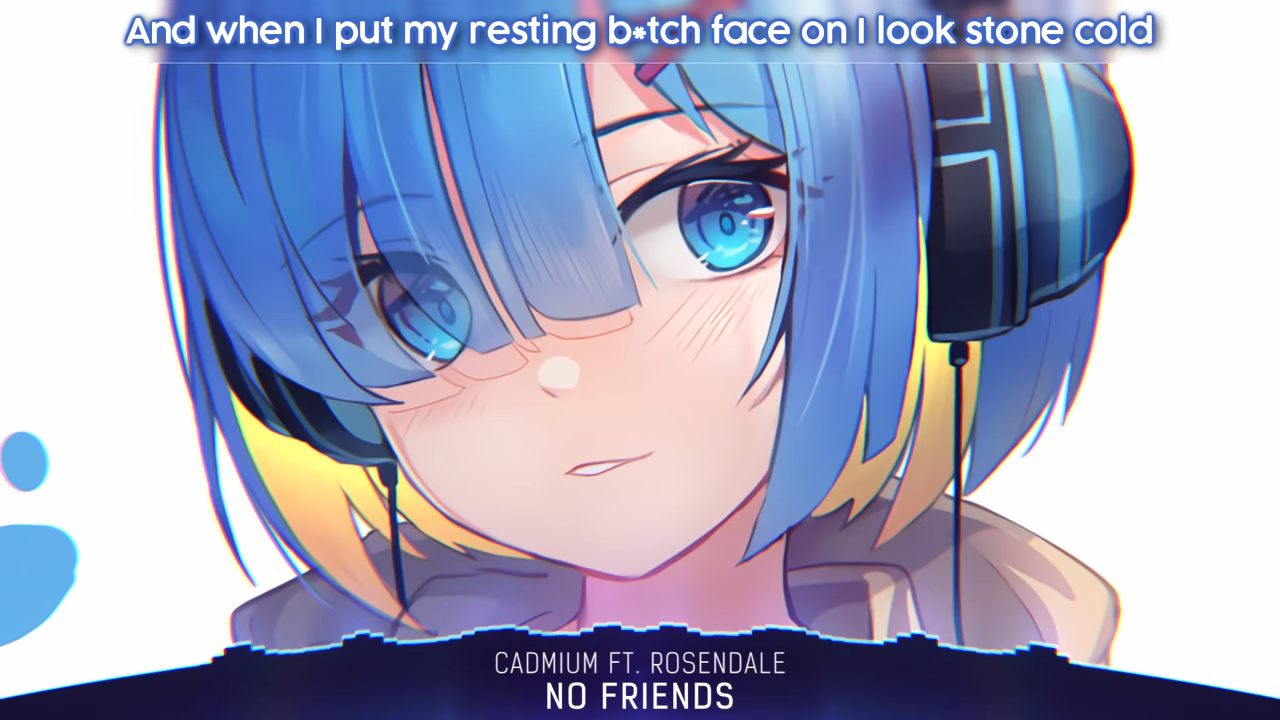 And when I put my resting b*tch face on I look stone cold
CADMIUM FT. ROSENDALE
NO FRIENDS